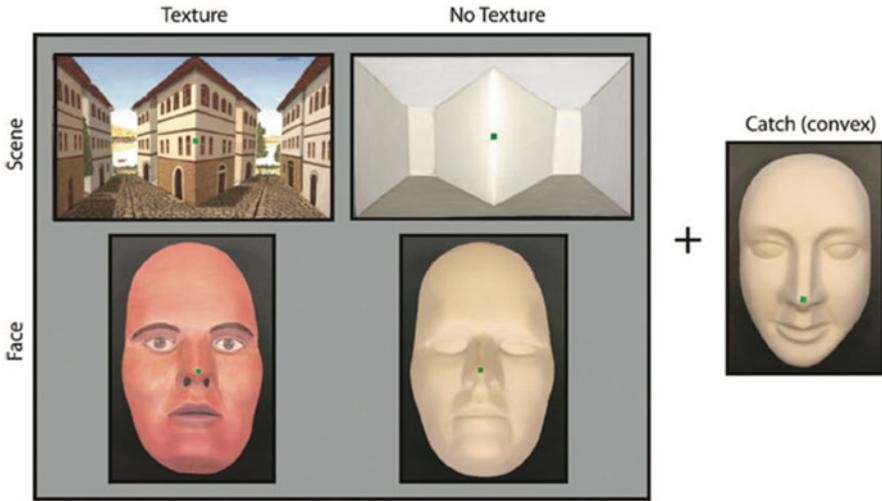 Texture
No Texture
Scene
Face
+
Catch (convex)